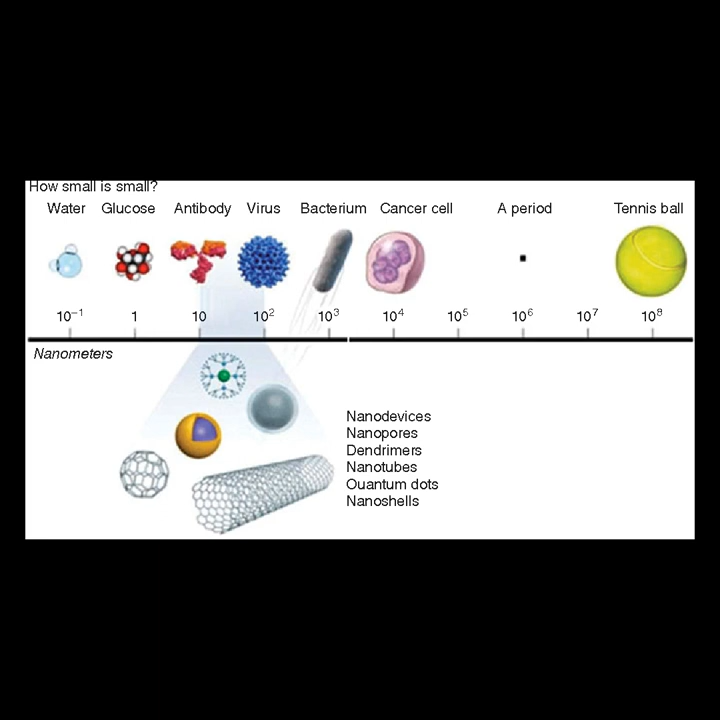 How small is small?
Water Glucose Antibody Virus Bacterium Cancer cell A period Tennis ball
10⁻¹ 1 10 10² 10³ 10⁴ 10⁵ 10⁶ 10⁷ 10⁸
Nanometers
Nanodevices
Nanopores
Dendrimers
Nanotubes
Ouantum dots
Nanoshells